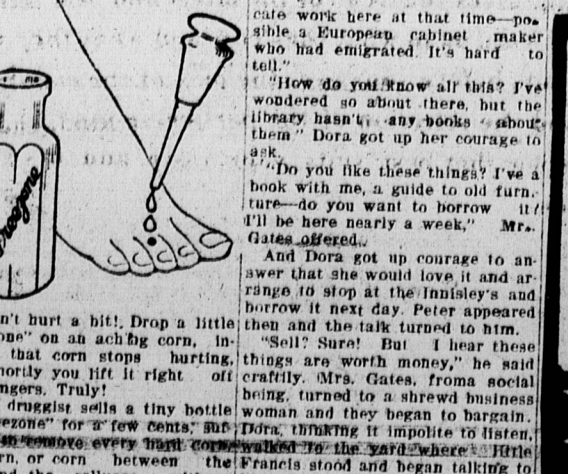 cate work here at that time—pos
sible a European cabinet maker
who had emigrated. It's hard to
tell."
"How do you know all this? I've
wondered so about there, but the
library hasn't any books about
them." Dora got up her courage to
ask.
"Do you like these things? I've a
book with me, a guide to old furn.
ture—do you want to borrow it?
I'll be here nearly a week," Mr.
Gates offered.
And Dora got up courage to an-
swer that she would love it and ar-
range to stop at the Innisley's and
borrow it next day. Peter appeared
then and the talk turned to him.
"Sell? Sure! But I hear these
things are worth money," he said
craftily. Mrs. Gates, froma social
being, turned to a shrewd business
woman and they began to bargain.
Dora, thinking it impolite to listen,
walked to the yard where little
Francis stood and began talking to
n't hurt a bit! Drop a little
one" on an aching corn, in-
that corn stops hurting,
hortly you lift it right off
ngers. Truly!
druggist sells a tiny bottle
eezone" for a few cents, suf-
remove every hard corn
rn, or corn between the